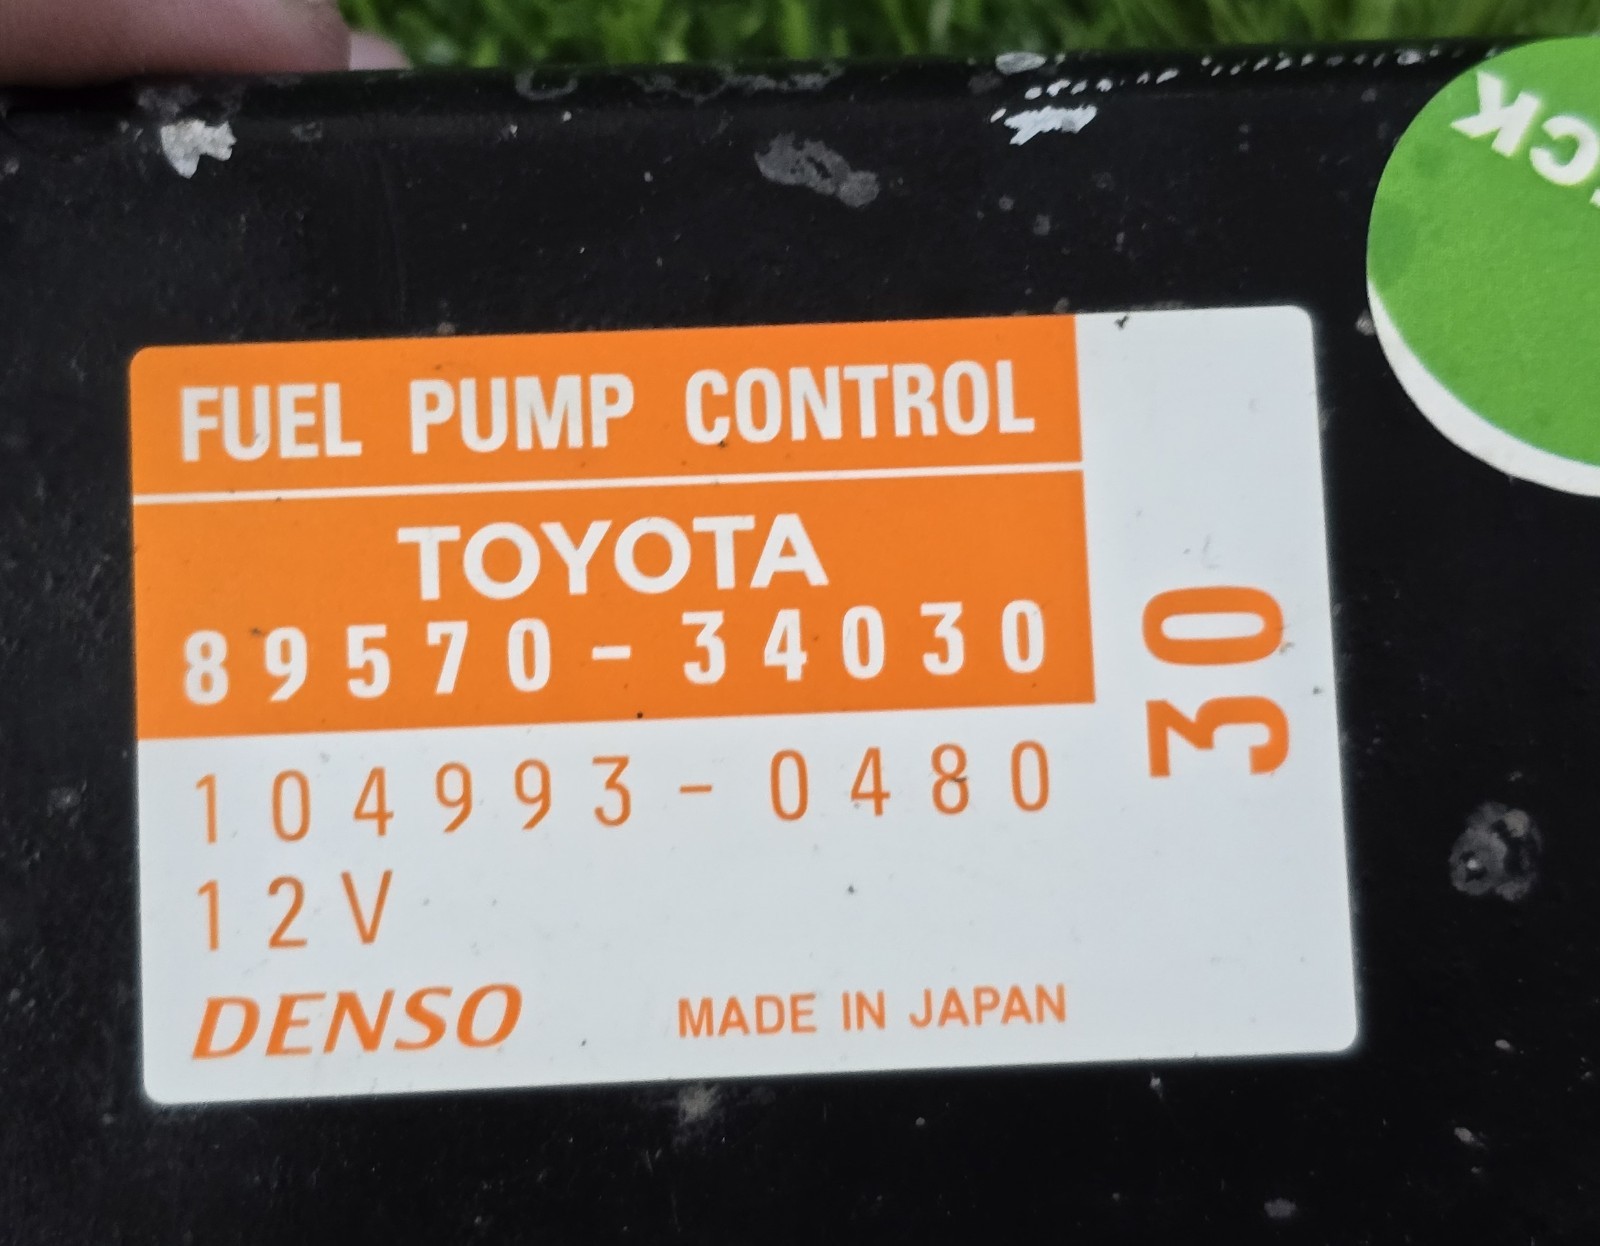 FUEL PUMP CONTROL
TOYOTA
89570-34030
104993-0480
12V
DENSO MADE IN JAPAN
30